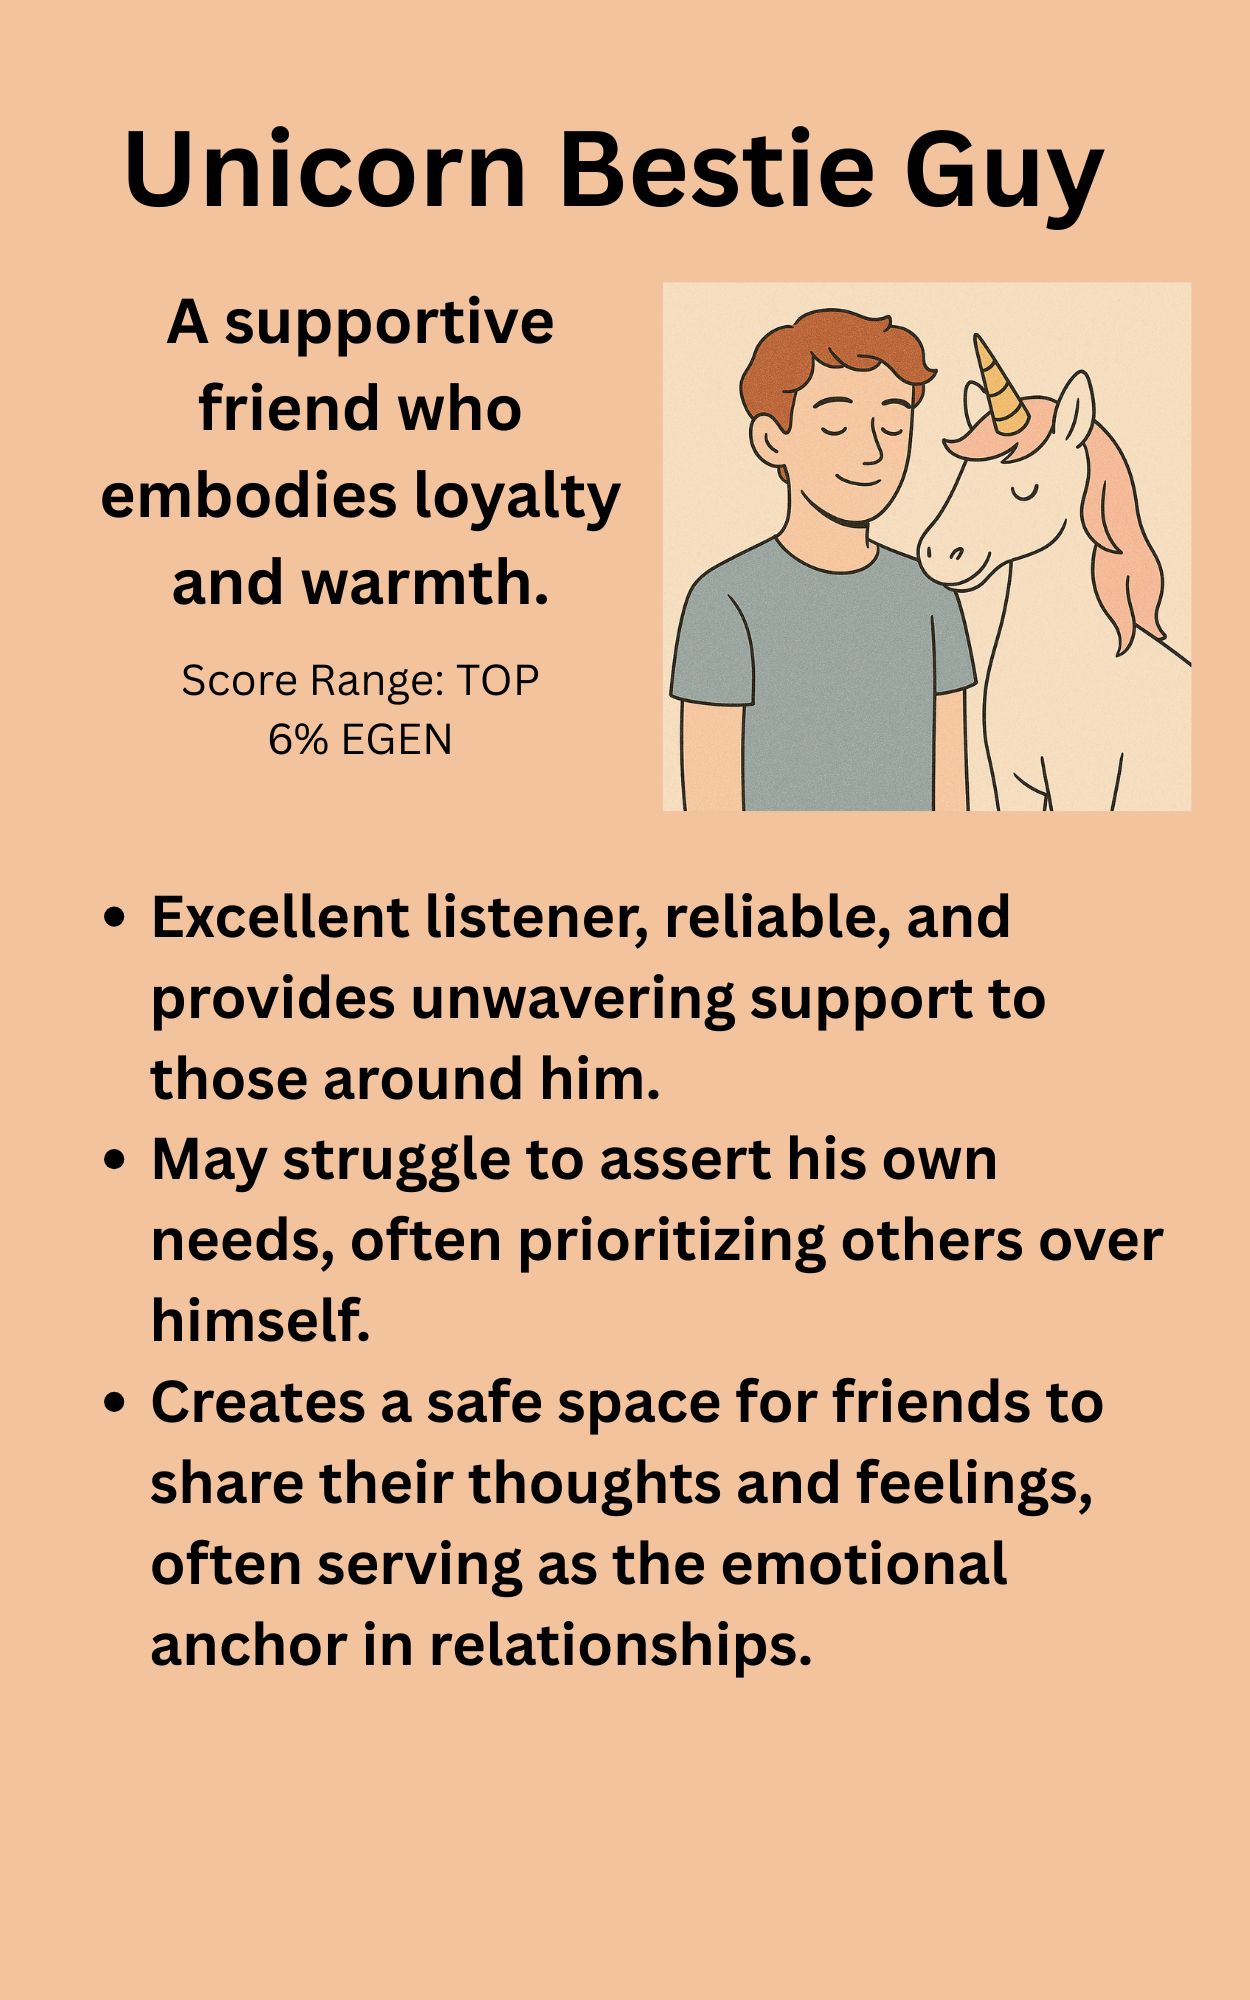 Unicorn Bestie Guy
A supportive
friend who
embodies loyalty
and warmth.
Score Range: TOP
6% EGEN
• Excellent listener, reliable, and
provides unwavering support to
those around him.
• May struggle to assert his own
needs, often prioritizing others over
himself.
• Creates a safe space for friends to
share their thoughts and feelings,
often serving as the emotional
anchor in relationships.